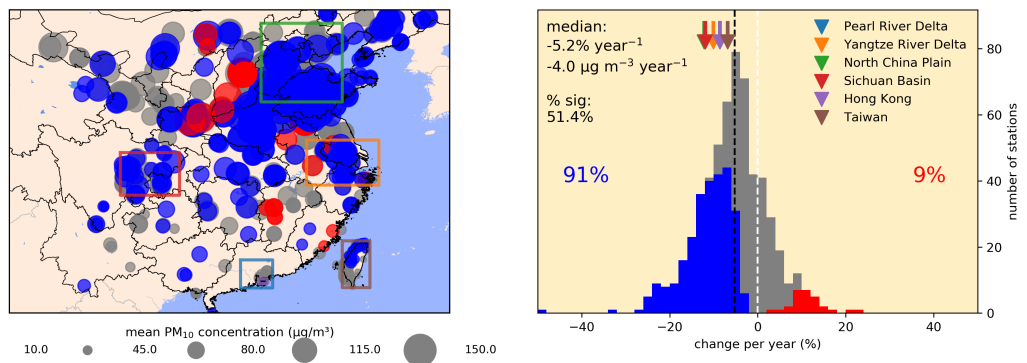 mean PM₁₀ concentration (µg/m³)
10.0 45.0 80.0 115.0 150.0
median:
-5.2% year⁻¹
-4.0 µg m⁻³ year⁻¹
% sig:
51.4%
91%
9%
Pearl River Delta
Yangtze River Delta
North China Plain
Sichuan Basin
Hong Kong
Taiwan
80
60
40
20
0
number of stations
−40 −20 0 20 40
change per year (%)